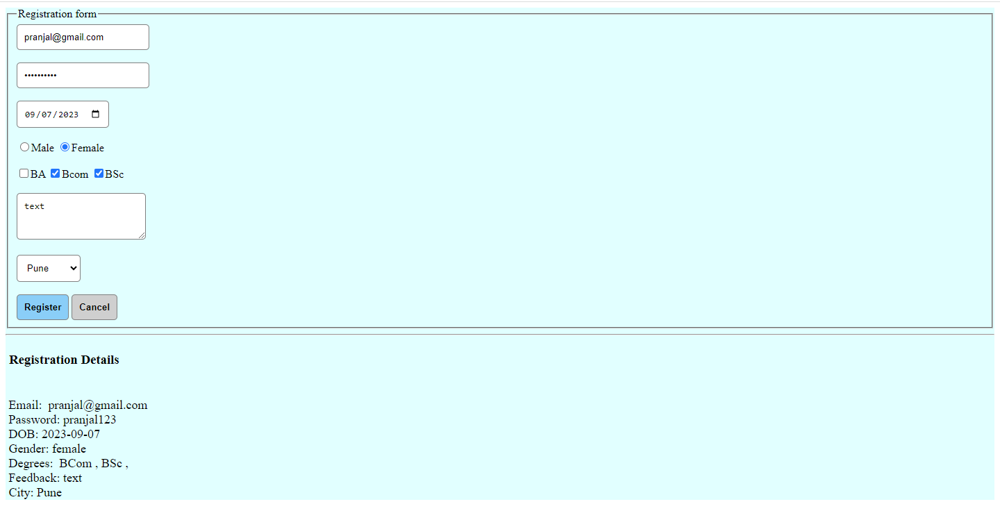 Registration form
pranjal@gmail.com
••••••••••
09/07/2023
Male Female
BA Bcom BSc
text
Pune
Register Cancel
Registration Details
Email: pranjal@gmail.com
Password: pranjal123
DOB: 2023-09-07
Gender: female
Degrees: BCom , BSc ,
Feedback: text
City: Pune